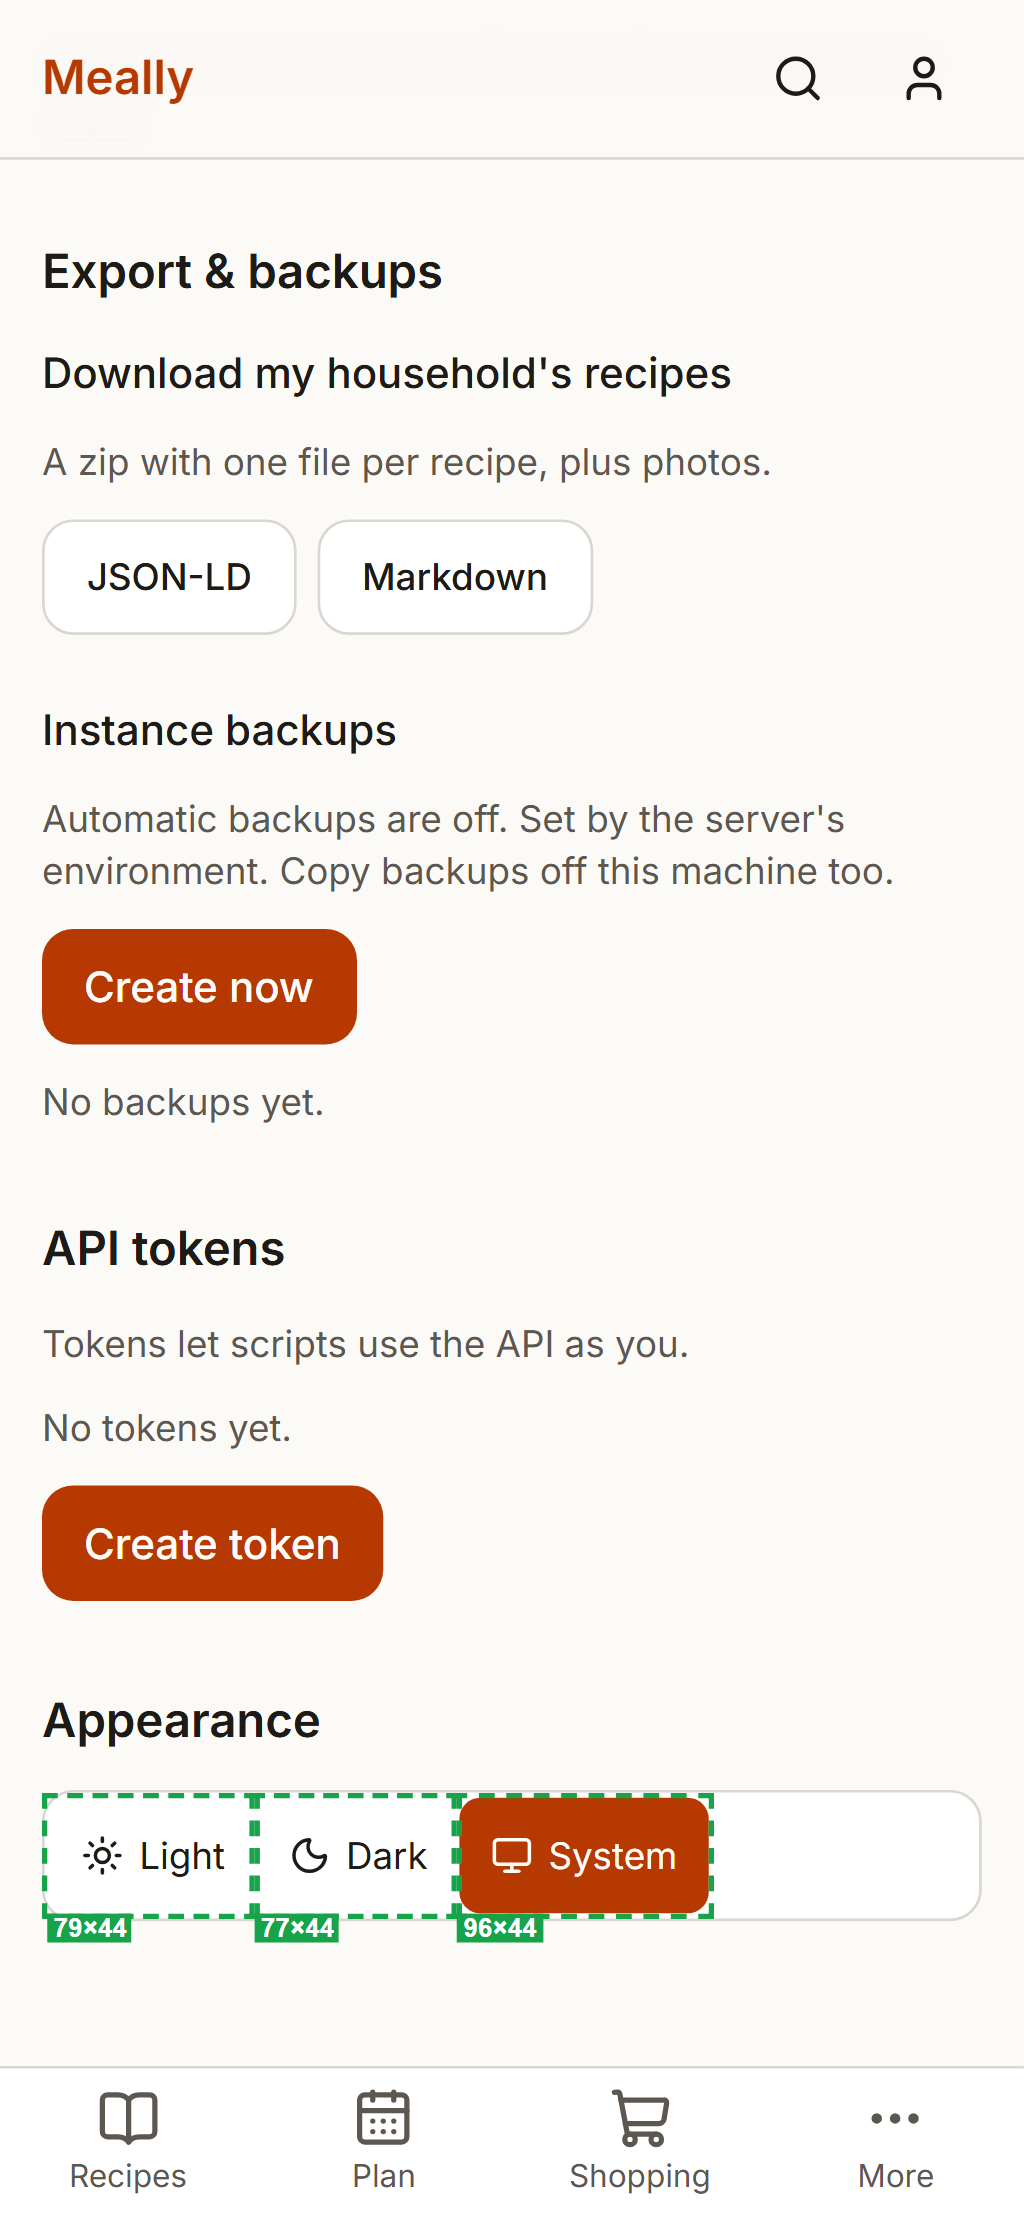 Meally
Export & backups
Download my household's recipes
A zip with one file per recipe, plus photos.
JSON-LD Markdown
Instance backups
Automatic backups are off. Set by the server's
environment. Copy backups off this machine too.
Create now
No backups yet.
API tokens
Tokens let scripts use the API as you.
No tokens yet.
Create token
Appearance
Light Dark System
79×44 77×44 96×44
Recipes Plan Shopping More